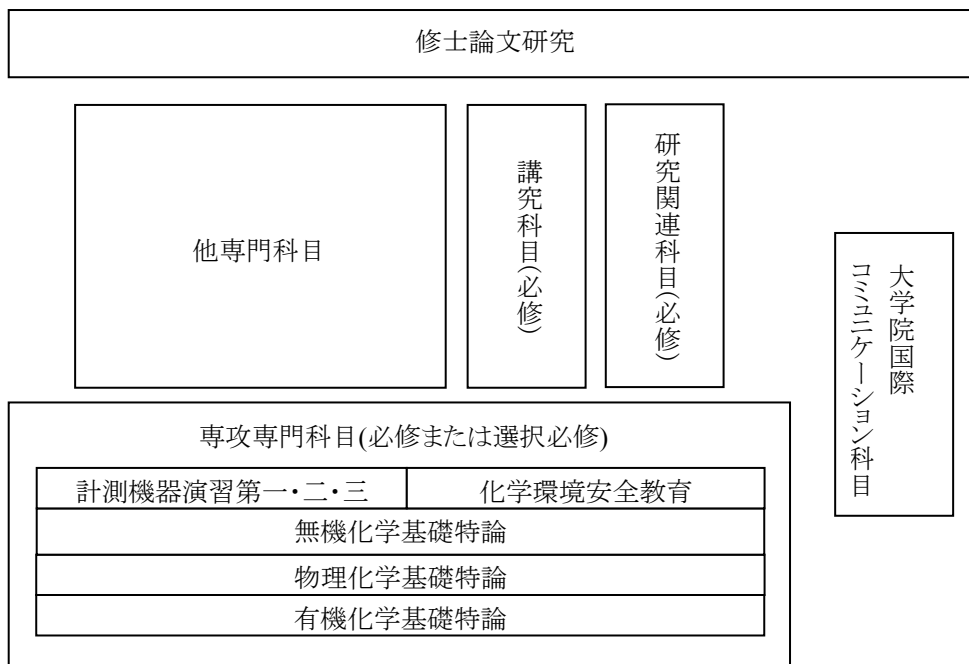 修士論文研究
他専門科目
講究科目(必修)
研究関連科目(必修)
大学院国際
コミュニケーション科目
専攻専門科目(必修または選択必修)
計測機器演習第一・二・三
化学環境安全教育
無機化学基礎特論
物理化学基礎特論
有機化学基礎特論